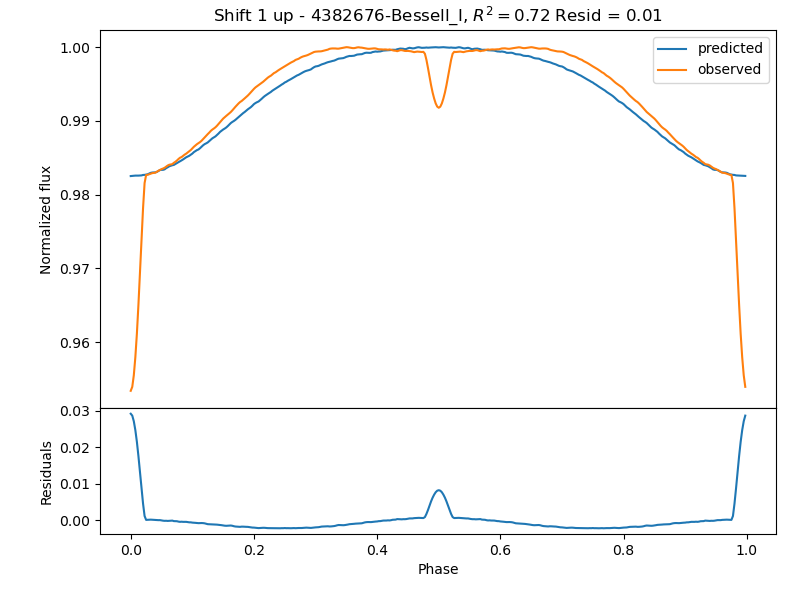 Shift 1 up - 4382676-Bessell_I, R² = 0.72 Resid = 0.01
predicted
observed
Normalized flux
1.00
0.99
0.98
0.97
0.96
Residuals
0.03
0.02
0.01
0.00
0.0
0.2
0.4
0.6
0.8
1.0
Phase